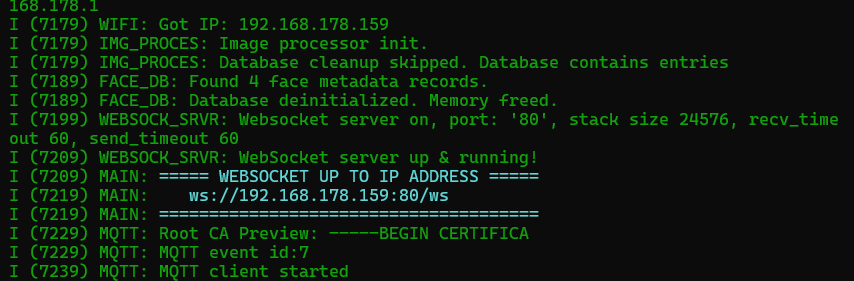 168.178.1
I (7179) WIFI: Got IP: 192.168.178.159
I (7179) IMG_PROCES: Image processor init.
I (7179) IMG_PROCES: Database cleanup skipped. Database contains entries
I (7189) FACE_DB: Found 4 face metadata records.
I (7189) FACE_DB: Database deinitialized. Memory freed.
I (7199) WEBSOCK_SRVR: Websocket server on, port: '80', stack size 24576, recv_time
out 60, send_timeout 60
I (7209) WEBSOCK_SRVR: WebSocket server up & running!
I (7209) MAIN: ===== WEBSOCKET UP TO IP ADDRESS =====
I (7219) MAIN:    ws://192.168.178.159:80/ws
I (7219) MAIN: ======================================
I (7229) MQTT: Root CA Preview: -----BEGIN CERTIFICA
I (7229) MQTT: MQTT event id:7
I (7239) MQTT: MQTT client started